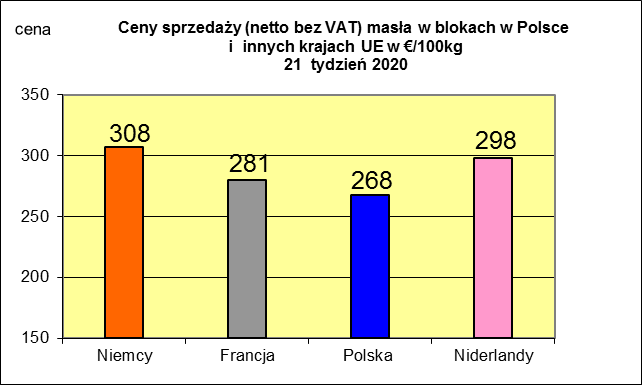 cena
Ceny sprzedaży (netto bez VAT) masła w blokach w Polsce
i innych krajach UE w €/100kg
21 tydzień 2020
350
300
250
200
150
308
281
268
298
Niemcy
Francja
Polska
Niderlandy